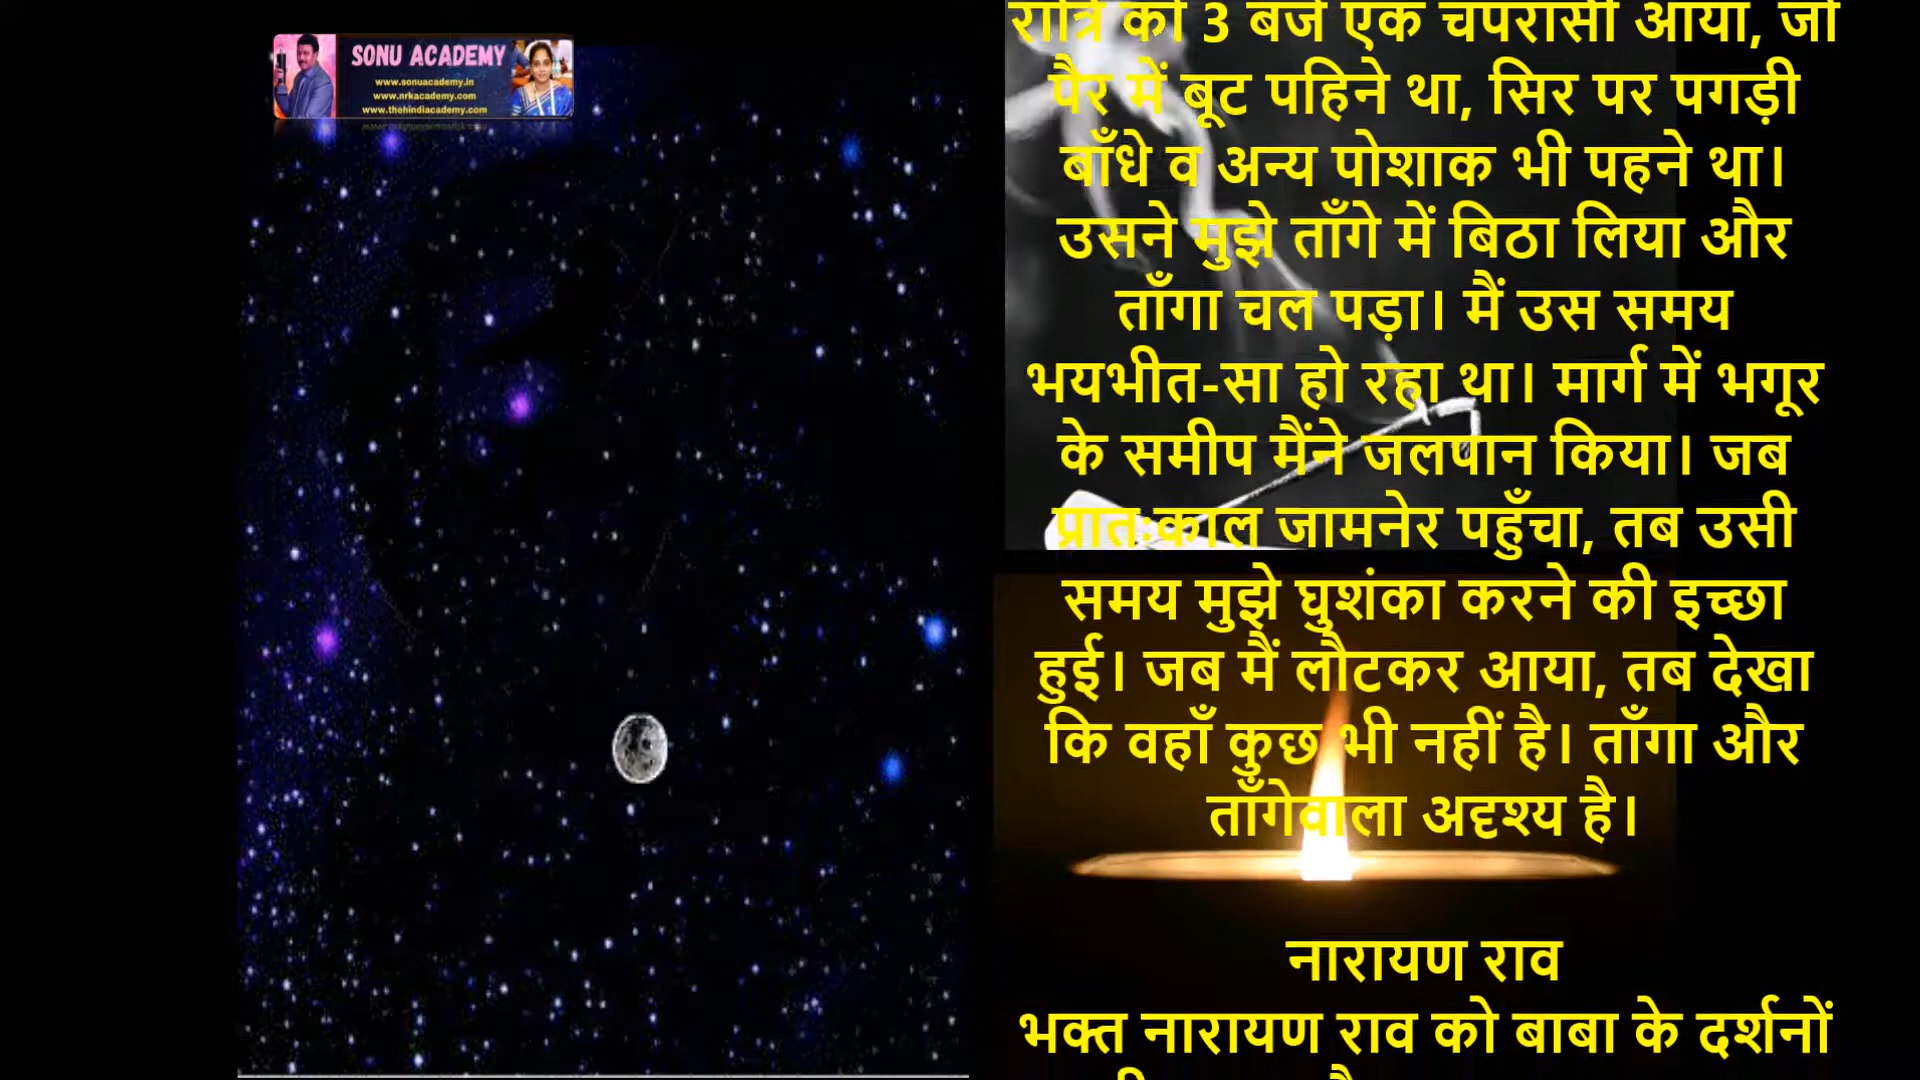 SONU ACADEMY
www.sonuacademy.in
www.nrkacademy.com
www.thehindiacademy.com
रात्रि को 3 बजे एक चपरासी आया, जो
पैर में बूट पहिने था, सिर पर पगड़ी
बाँधे व अन्य पोशाक भी पहने था।
उसने मुझे ताँगे में बिठा लिया और
ताँगा चल पड़ा। मैं उस समय
भयभीत-सा हो रहा था। मार्ग में भगूर
के समीप मैंने जलपान किया। जब
प्रातःकाल जामनेर पहुँचा, तब उसी
समय मुझे घुशंका करने की इच्छा
हुई। जब मैं लौटकर आया, तब देखा
कि वहाँ कुछ भी नहीं है। ताँगा और
ताँगेवाला अदृश्य है।
नारायण राव
भक्त नारायण राव को बाबा के दर्शनों